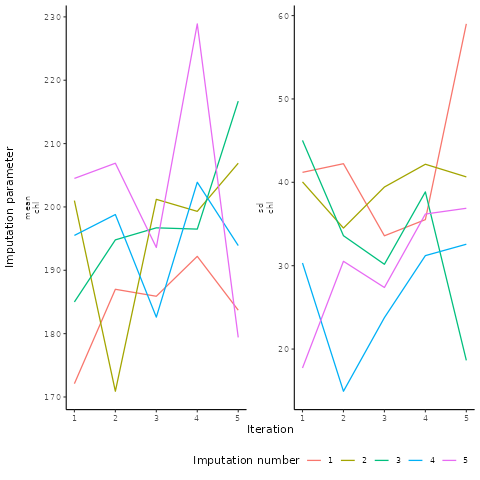 230
220
210
200
190
180
170
Imputation parameter
mean
chl
1 2 3 4 5
60
50
40
30
20
sd
chl
1 2 3 4 5
Iteration
Imputation number 1 2 3 4 5